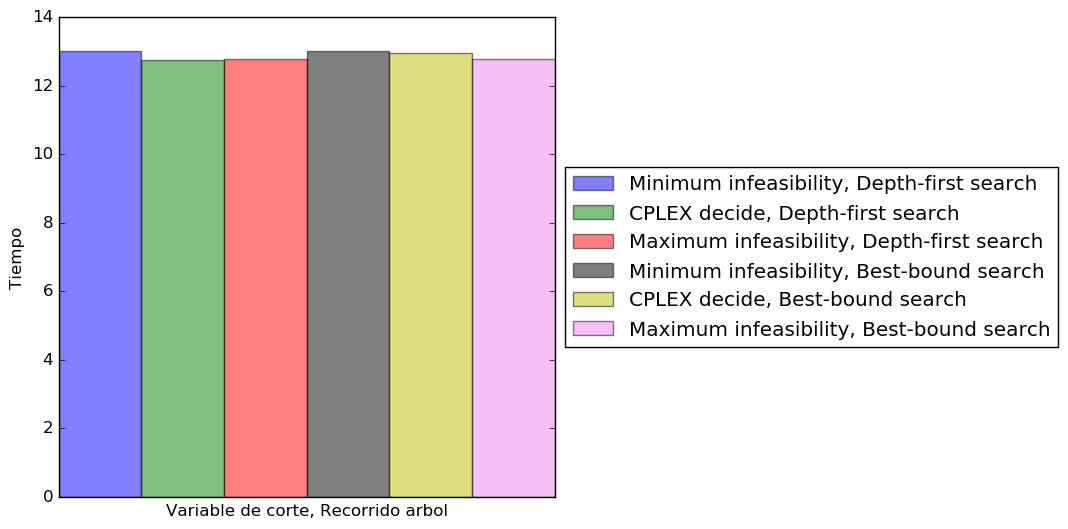 14
12
10
8
6
4
2
0
Tiempo
Variable de corte, Recorrido arbol
Minimum infeasibility, Depth-first search
CPLEX decide, Depth-first search
Maximum infeasibility, Depth-first search
Minimum infeasibility, Best-bound search
CPLEX decide, Best-bound search
Maximum infeasibility, Best-bound search